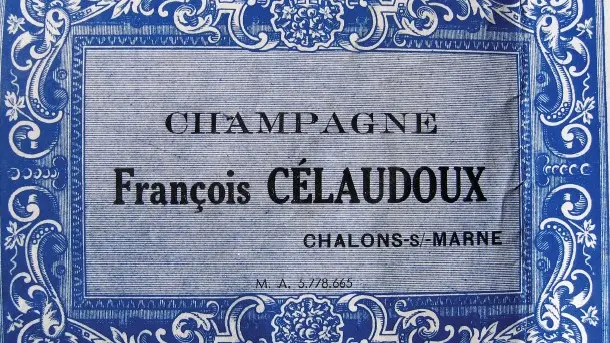 CHAMPAGNE
François CÉLAUDOUX
CHALONS-s/-MARNE
M. A. 5.778.665